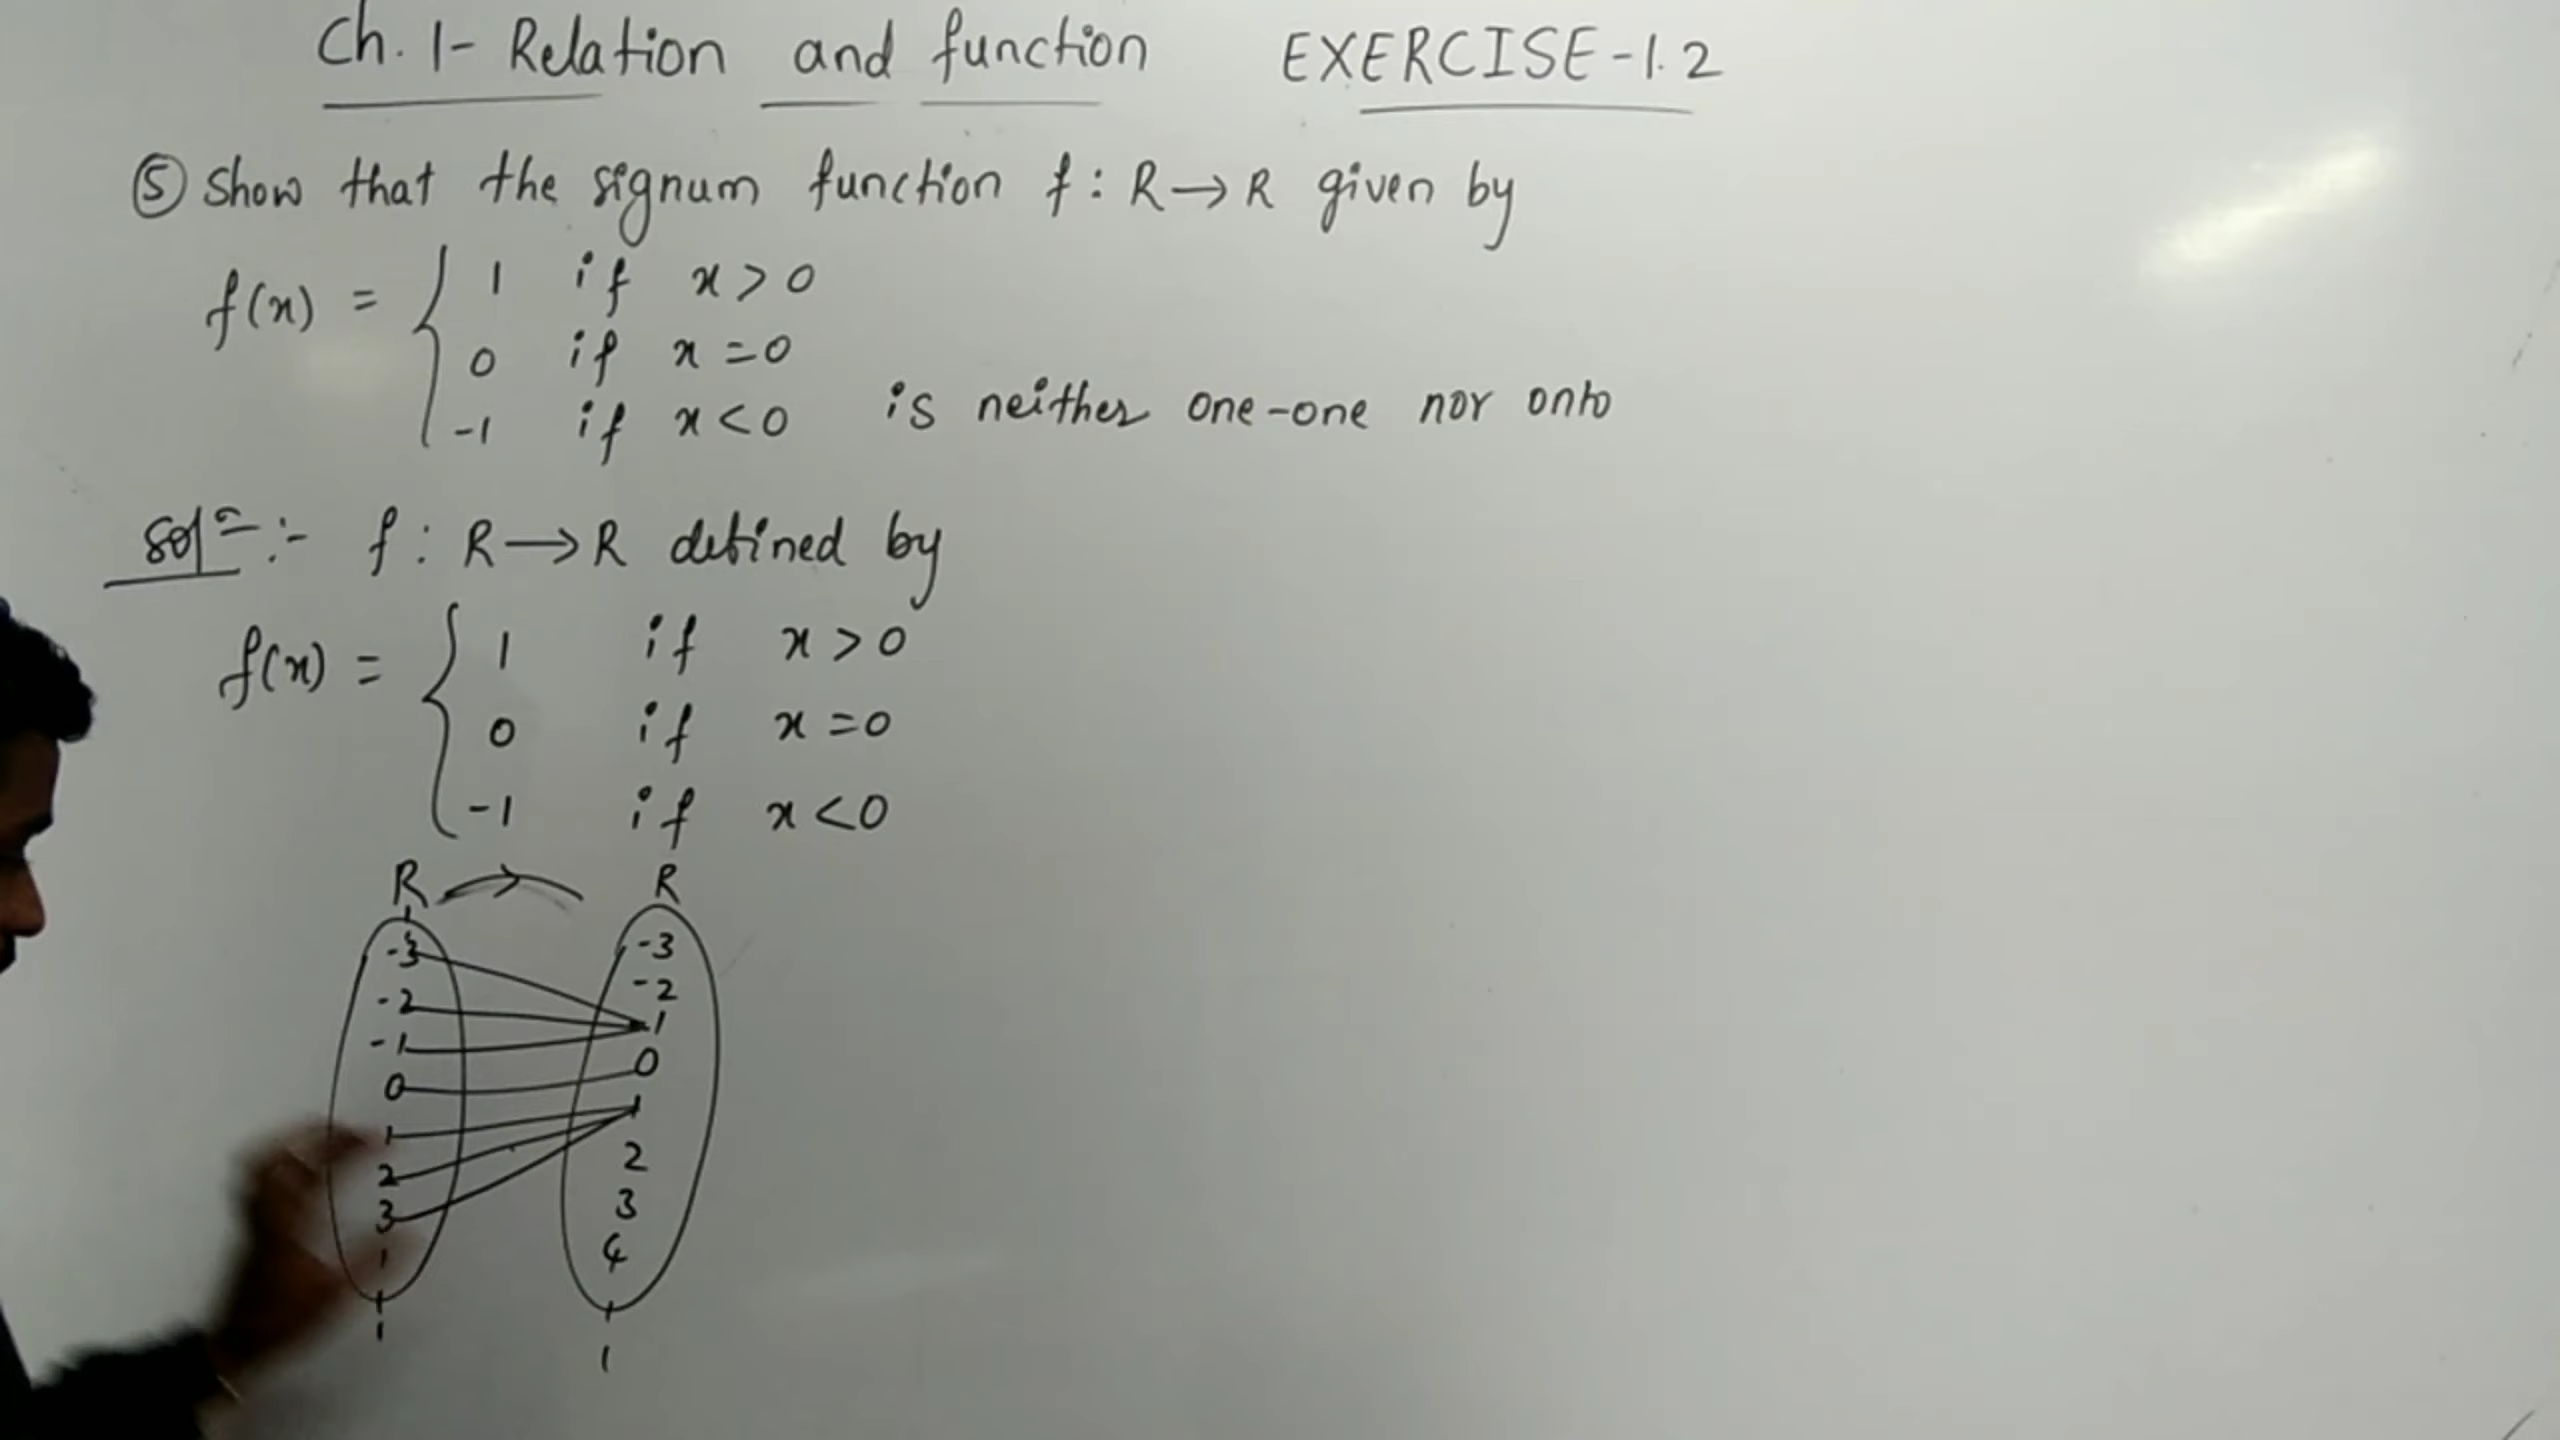 Ch. 1- Relation and function EXERCISE-1.2
⑤ Show that the signum function f : R→R given by
f(x) = { 1 if x > 0
0 if x = 0
-1 if x < 0 is neither one-one nor onto
Solⁿ :- f : R→R defined by
f(x) = { 1 if x > 0
0 if x = 0
-1 if x < 0
R → R
-3 -3
-2 -2
-1 -1
0 0
1 1
2 2
3 3
4